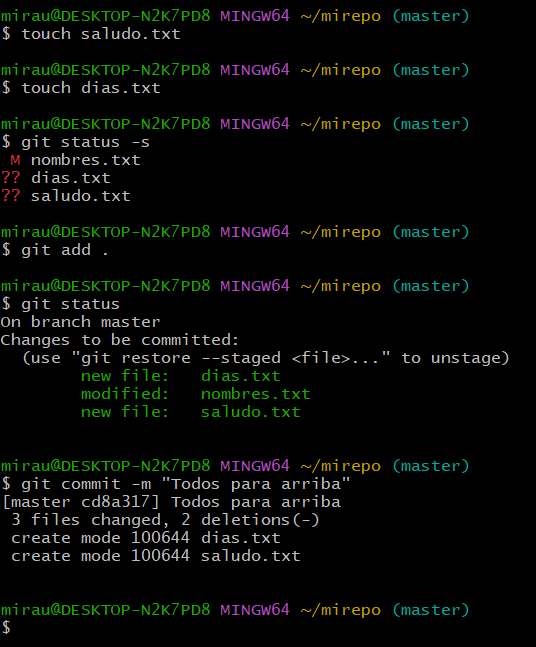 mirau@DESKTOP-N2K7PD8 MINGW64 ~/mirepo (master)
$ touch saludo.txt
mirau@DESKTOP-N2K7PD8 MINGW64 ~/mirepo (master)
$ touch dias.txt
mirau@DESKTOP-N2K7PD8 MINGW64 ~/mirepo (master)
$ git status -s
 M nombres.txt
?? dias.txt
?? saludo.txt
mirau@DESKTOP-N2K7PD8 MINGW64 ~/mirepo (master)
$ git add .
mirau@DESKTOP-N2K7PD8 MINGW64 ~/mirepo (master)
$ git status
On branch master
Changes to be committed:
  (use "git restore --staged <file>..." to unstage)
        new file:   dias.txt
        modified:   nombres.txt
        new file:   saludo.txt
mirau@DESKTOP-N2K7PD8 MINGW64 ~/mirepo (master)
$ git commit -m "Todos para arriba"
[master cd8a317] Todos para arriba
 3 files changed, 2 deletions(-)
 create mode 100644 dias.txt
 create mode 100644 saludo.txt
mirau@DESKTOP-N2K7PD8 MINGW64 ~/mirepo (master)
$